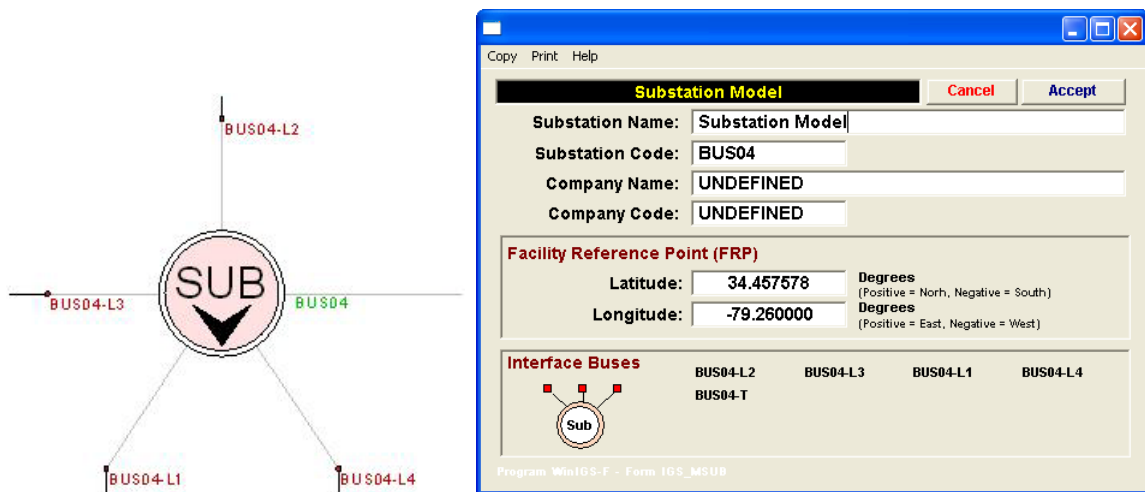 BUS04-L2
SUB
BUS04-L3
BUS04
BUS04-L1
BUS04-L4
Copy Print Help
Substation Model
Cancel
Accept
Substation Name: Substation Model
Substation Code: BUS04
Company Name: UNDEFINED
Company Code: UNDEFINED
Facility Reference Point (FRP)
Latitude: 34.457578 Degrees
(Positive = Norh, Negative = South)
Longitude: -79.260000 Degrees
(Positive = East, Negative = West)
Interface Buses
BUS04-L2 BUS04-L3 BUS04-L1 BUS04-L4
BUS04-T
Sub
Program WinIGS-F - Form IGS_MSUB